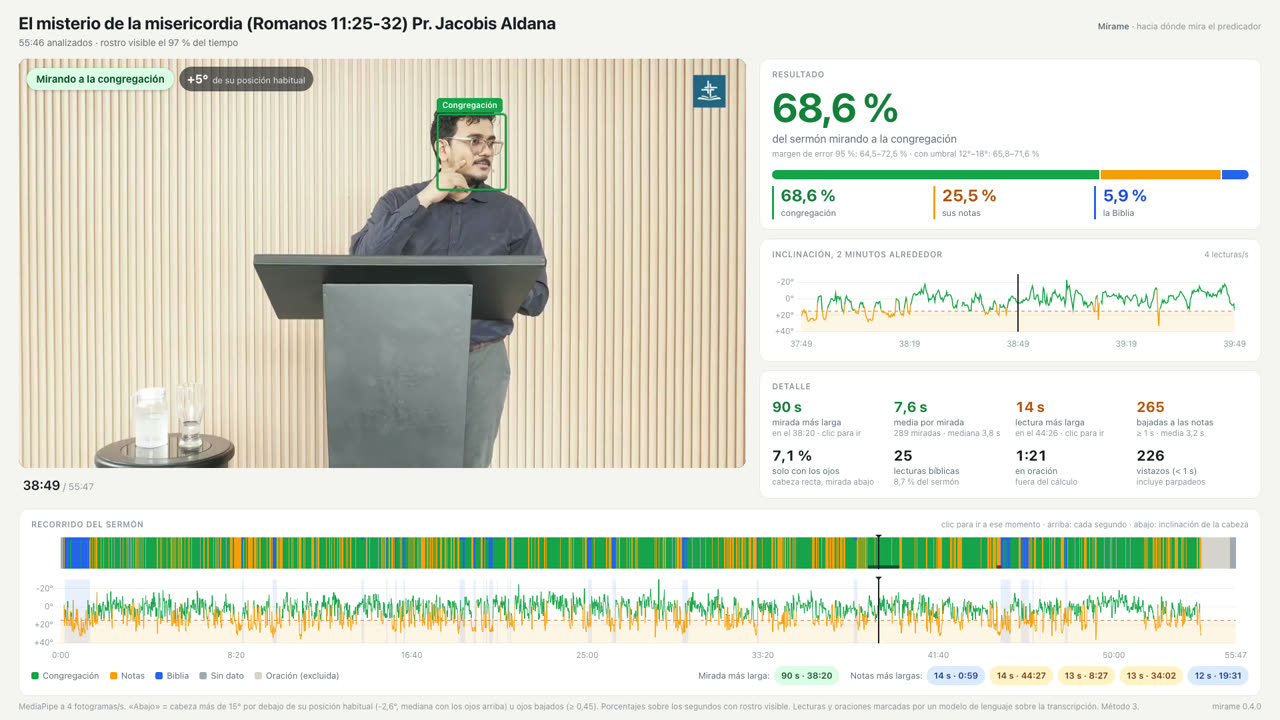 El misterio de la misericordia (Romanos 11:25-32) Pr. Jacobis Aldana
55:46 analizados · rostro visible el 97 % del tiempo
Mírame · hacia dónde mira el predicador
Mirando a la congregación
+5° de su posición habitual
Congregación
38:49 / 55:47
RESULTADO
68,6 %
del sermón mirando a la congregación
margen de error 95 %: 64,5–72,5 % · con umbral 12°–18°: 65,8–71,6 %
68,6 % 25,5 % 5,9 %
congregación sus notas la Biblia
INCLINACIÓN, 2 MINUTOS ALREDEDOR 4 lecturas/s
-20°
0°
+20°
+40°
37:49 38:19 38:49 39:19 39:49
DETALLE
90 s 7,6 s 14 s 265
mirada más larga media por mirada lectura más larga bajadas a las notas
en el 38:20 · clic para ir 289 miradas · mediana 3,8 s en el 44:26 · clic para ir ≥ 1 s · media 3,2 s
7,1 % 25 1:21 226
solo con los ojos lecturas bíblicas en oración vistazos (< 1 s)
cabeza recta, mirada abajo 8,7 % del sermón fuera del cálculo incluye parpadeos
RECORRIDO DEL SERMÓN clic para ir a ese momento · arriba: cada segundo · abajo: inclinación de la cabeza
-20°
0°
+20°
+40°
0:00 8:20 16:40 25:00 33:20 41:40 50:00 55:47
Congregación Notas Biblia Sin dato Oración (excluida) Mirada más larga: 90 s · 38:20 Notas más largas: 14 s · 0:59 14 s · 44:27 13 s · 8:27 13 s · 34:02 12 s · 19:31
MediaPipe a 4 fotogramas/s. «Abajo» = cabeza más de 15° por debajo de su posición habitual (-2,6°, mediana con los ojos arriba) u ojos bajados (≥ 0,45). Porcentajes sobre los segundos con rostro visible. Lecturas y oraciones marcadas por un modelo de lenguaje sobre la transcripción. Método 3. mirame 0.4.0